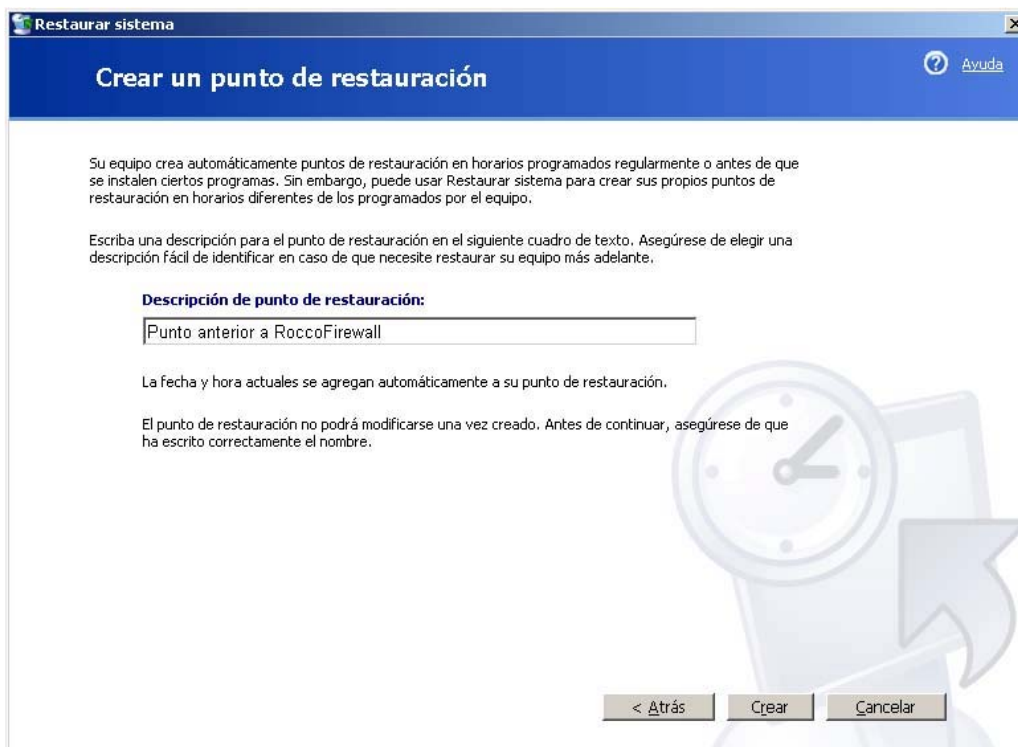 Restaurar sistema
Crear un punto de restauración
Ayuda
Su equipo crea automáticamente puntos de restauración en horarios programados regularmente o antes de que
se instalen ciertos programas. Sin embargo, puede usar Restaurar sistema para crear sus propios puntos de
restauración en horarios diferentes de los programados por el equipo.
Escriba una descripción para el punto de restauración en el siguiente cuadro de texto. Asegúrese de elegir una
descripción fácil de identificar en caso de que necesite restaurar su equipo más adelante.
Descripción de punto de restauración:
Punto anterior a RoccoFirewall
La fecha y hora actuales se agregan automáticamente a su punto de restauración.
El punto de restauración no podrá modificarse una vez creado. Antes de continuar, asegúrese de que
ha escrito correctamente el nombre.
< Atrás Crear Cancelar